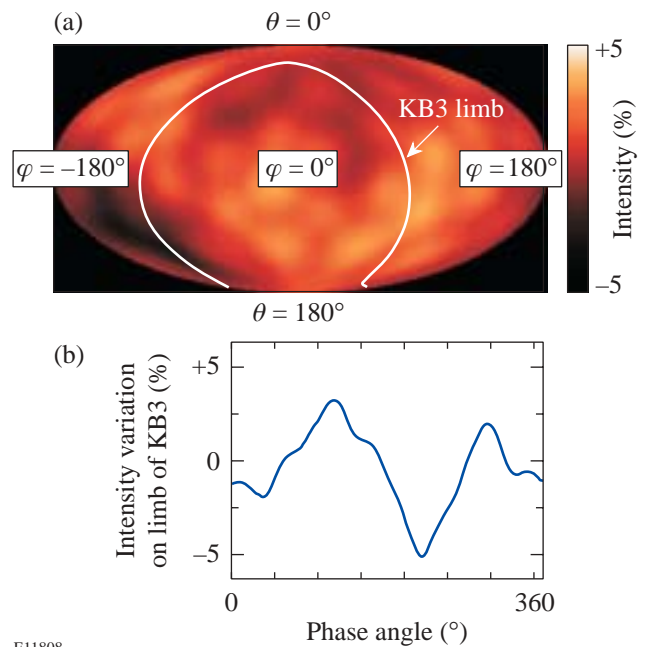 (a)
θ = 0°
+5
KB3 limb
φ = –180°
φ = 0°
φ = 180°
Intensity (%)
–5
θ = 180°
(b)
+5
Intensity variation
on limb of KB3 (%)
0
–5
0
360
Phase angle (°)
E11808